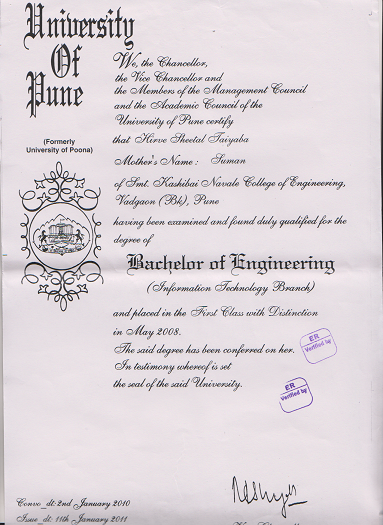 University
Of
Pune
(Formerly
University of Poona)
We, the Chancellor,
the Vice Chancellor and
the Members of the Management Council
and the Academic Council of the
University of Pune certify
that Hirve Sheetal Taiyaba
Mother's Name : Suman
of Smt. Kashibai Navale College of Engineering,
Vadgaon (Bk), Pune
having been examined and found duly qualified for the
degree of
Bachelor of Engineering
(Information Technology Branch)
and placed in the First Class with Distinction
in May 2008.
The said degree has been conferred on her.
In testimony whereof is set
the seal of the said University.
ER
Verified by
ER
Verified by
Convo dt: 2nd January 2010
Issue dt: 11th January 2011